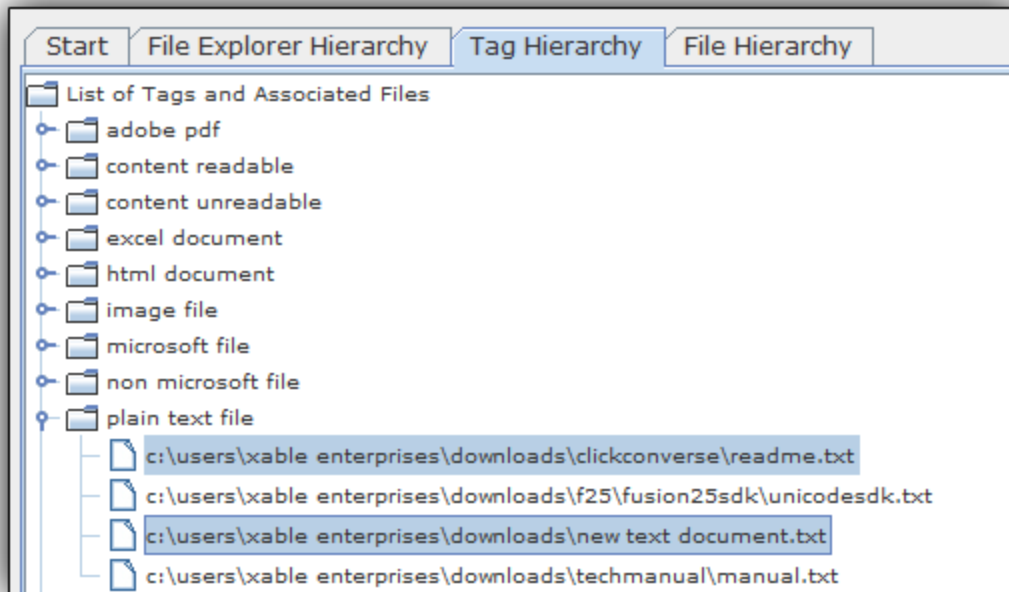 Start File Explorer Hierarchy Tag Hierarchy File Hierarchy
List of Tags and Associated Files
adobe pdf
content readable
content unreadable
excel document
html document
image file
microsoft file
non microsoft file
plain text file
c:\users\xable enterprises\downloads\clickconverse\readme.txt
c:\users\xable enterprises\downloads\f25\fusion25sdk\unicodesdk.txt
c:\users\xable enterprises\downloads\new text document.txt
c:\users\xable enterprises\downloads\techmanual\manual.txt